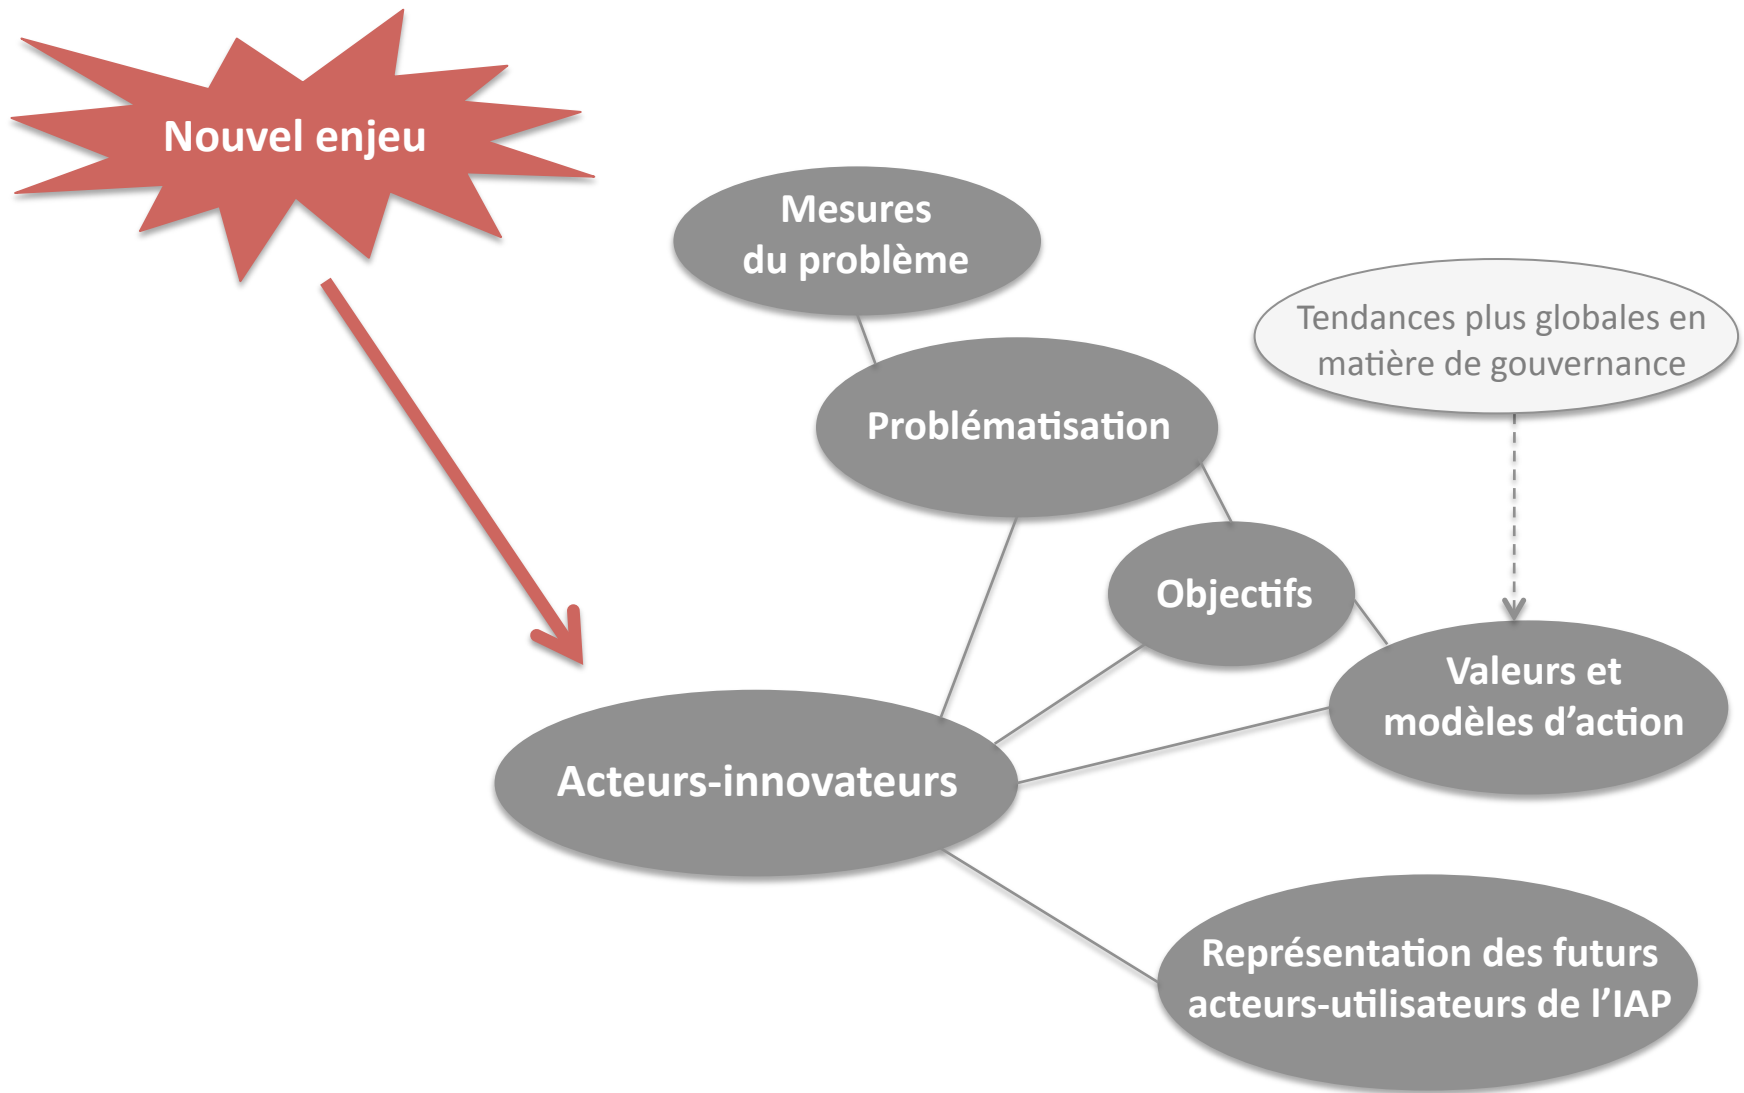 Nouvel enjeu
Mesures
du problème
Tendances plus globales en
matière de gouvernance
Problématisation
Objectifs
Valeurs et
modèles d’action
Acteurs-innovateurs
Représentation des futurs
acteurs-utilisateurs de l’IAP